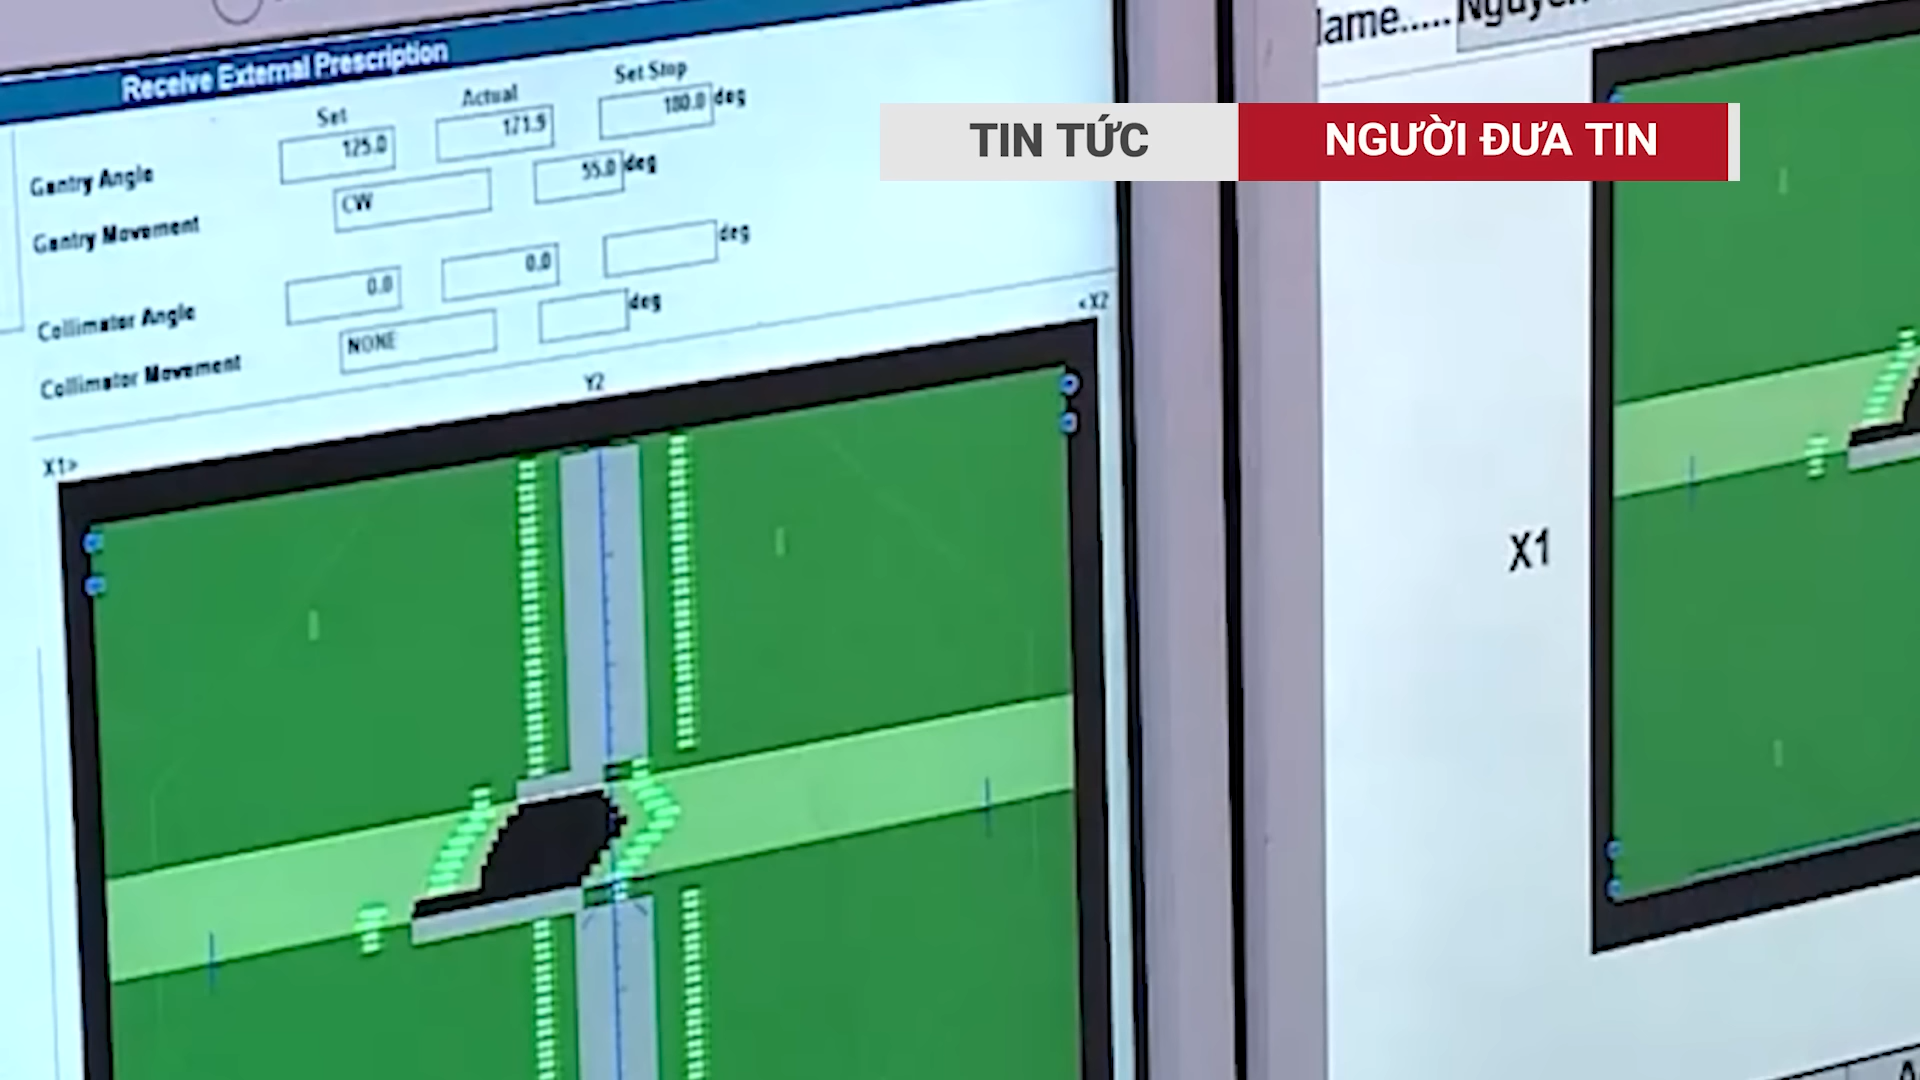 Receive External Prescription
Set Actual Set Stop
Gantry Angle 125.0 171.9 180.0 deg
Gantry Movement CW 55.0 deg
Collimator Angle 0.0 0.0 deg
Collimator Movement NONE deg
X1> Y2 <X2
TIN TỨC NGƯỜI ĐƯA TIN
X1